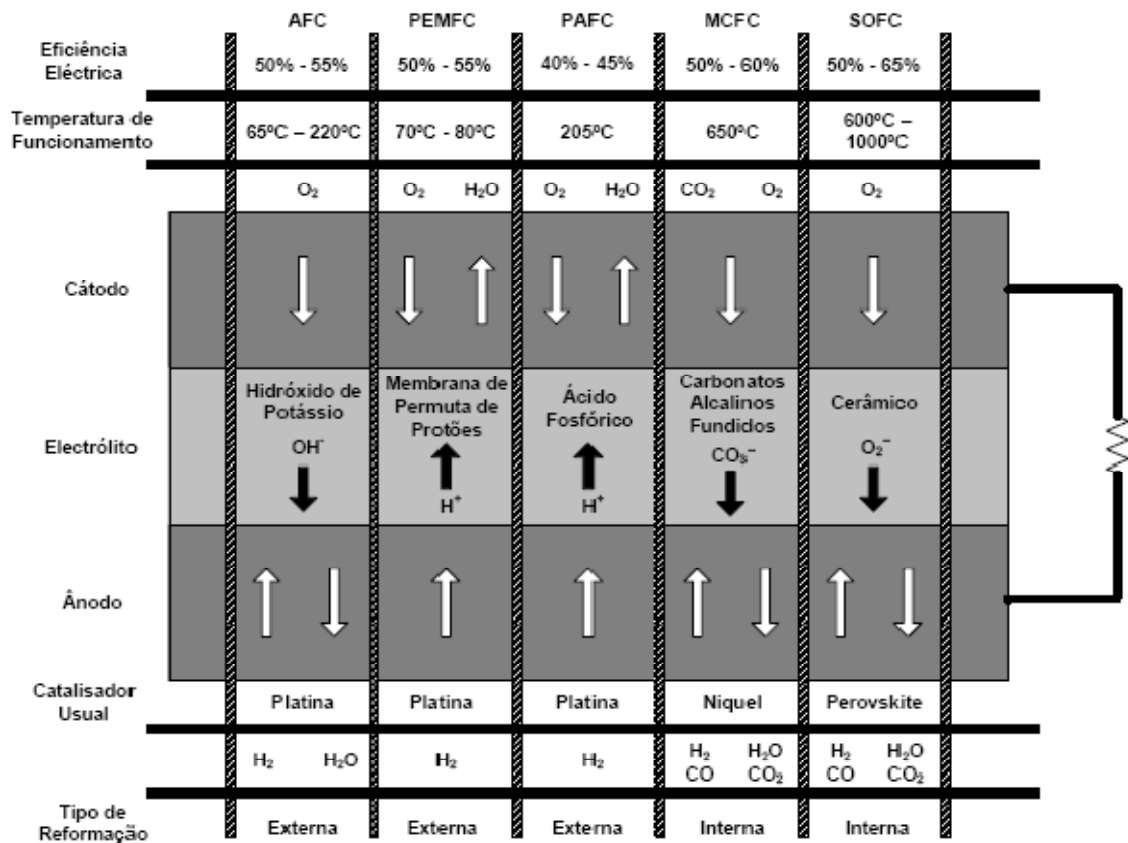 AFC PEMFC PAFC MCFC SOFC
Eficiência
Eléctrica
50% - 55% 50% - 55% 40% - 45% 50% - 60% 50% - 65%
Temperatura de
Funcionamento
65ºC – 220ºC 70ºC - 80ºC 205ºC 650ºC 600ºC –
1000ºC
O₂ O₂ H₂O O₂ H₂O CO₂ O₂ O₂
Cátodo
Electrólito
Hidróxido de
Potássio
OH⁻
Membrana de
Permuta de
Protões
H⁺
Ácido
Fosfórico
H⁺
Carbonatos
Alcalinos
Fundidos
CO₃⁻
Cerâmico
O₂⁻
Ânodo
Catalisador
Usual
Platina Platina Platina Niquel Perovskite
H₂ H₂O H₂ H₂ H₂ H₂O H₂ H₂O
CO CO₂ CO CO₂
Tipo de
Reformação
Externa Externa Externa Interna Interna